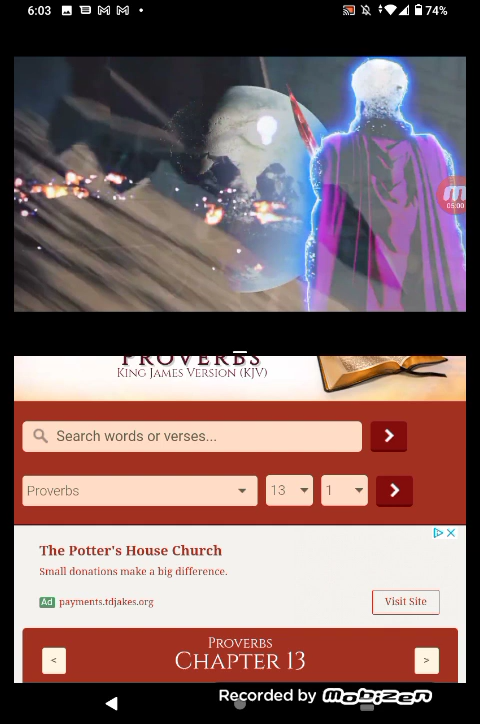 6:03
74%
05:00
PROVERBS
KING JAMES VERSION (KJV)
Search words or verses...
Proverbs
13
1
The Potter's House Church
Small donations make a big difference.
Ad payments.tdjakes.org
Visit Site
PROVERBS
< CHAPTER 13 >
Recorded by Mobizen